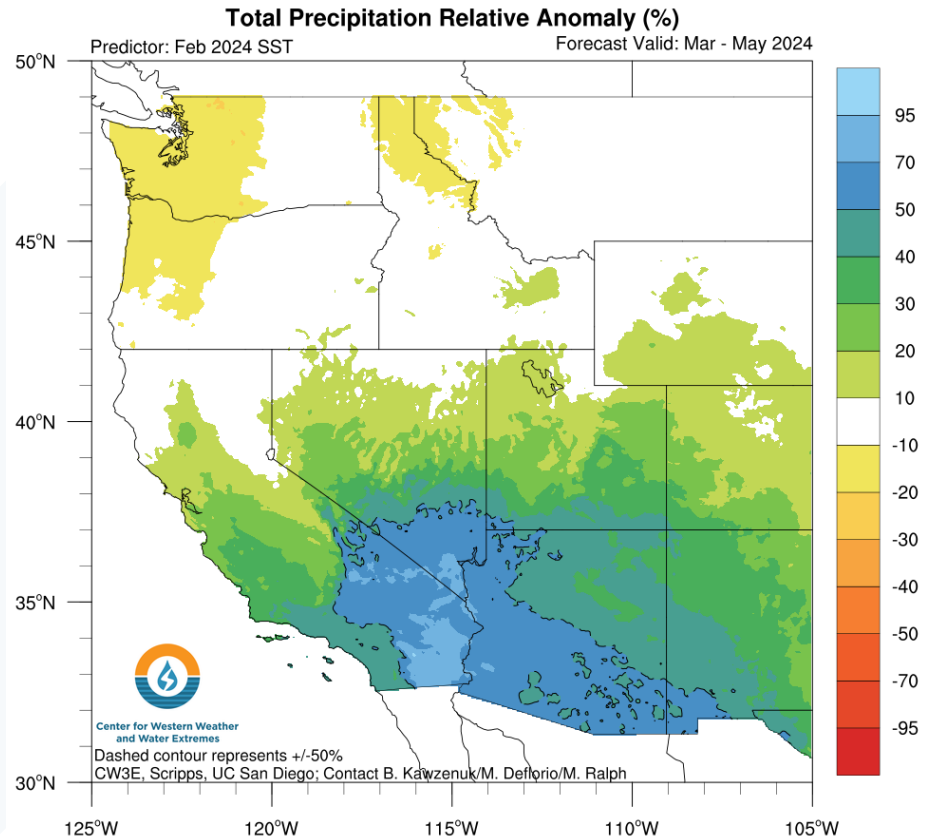 Total Precipitation Relative Anomaly (%)
Predictor: Feb 2024 SST
Forecast Valid: Mar - May 2024
50°N
45°N
40°N
35°N
30°N
95
70
50
40
30
20
10
-10
-20
-30
-40
-50
-70
-95
Center for Western Weather
and Water Extremes
Dashed contour represents +/-50%
CW3E, Scripps, UC San Diego; Contact B. Kawzenuk/M. Deflorio/M. Ralph
125°W
120°W
115°W
110°W
105°W